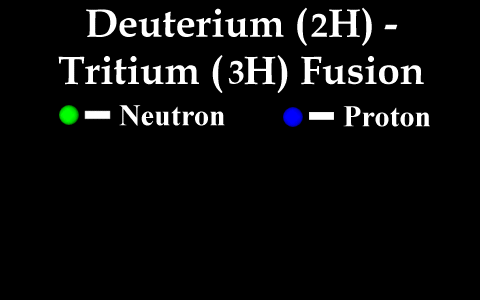 Deuterium (2H) -
Tritium (3H) Fusion
Neutron Proton